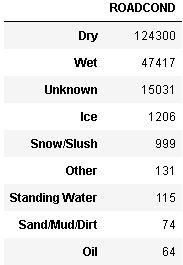 ROADCOND
Dry 124300
Wet 47417
Unknown 15031
Ice 1206
Snow/Slush 999
Other 131
Standing Water 115
Sand/Mud/Dirt 74
Oil 64